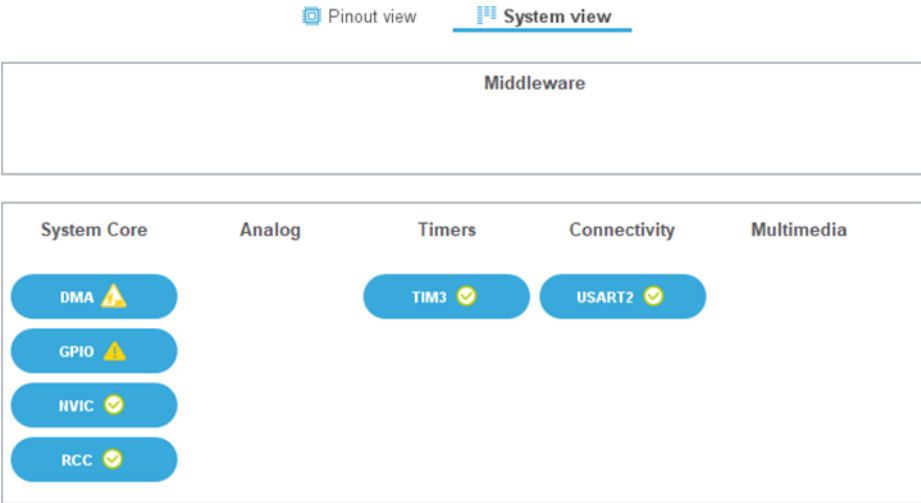 Pinout view System view
Middleware
System Core Analog Timers Connectivity Multimedia
DMA TIM3 USART2
GPIO
NVIC
RCC